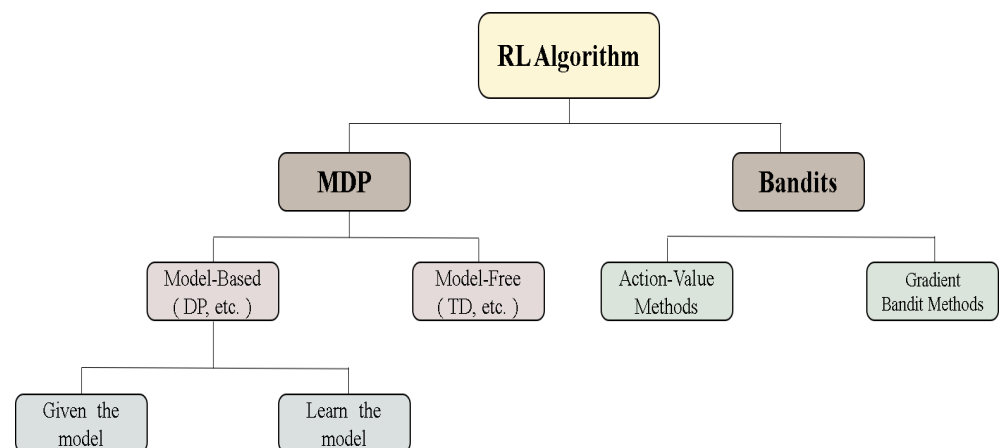 RL Algorithm
MDP
Bandits
Model-Based
( DP, etc. )
Model-Free
( TD, etc. )
Action-Value
Methods
Gradient
Bandit Methods
Given the
model
Learn the
model